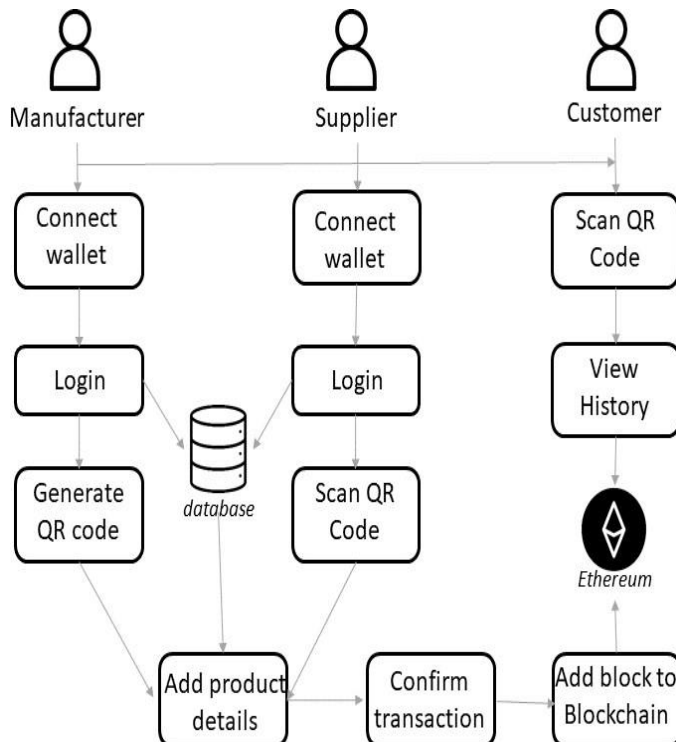 Manufacturer
Supplier
Customer
Connect
wallet
Connect
wallet
Scan QR
Code
Login
Login
View
History
Generate
QR code
database
Scan QR
Code
Ethereum
Add product
details
Confirm
transaction
Add block to
Blockchain